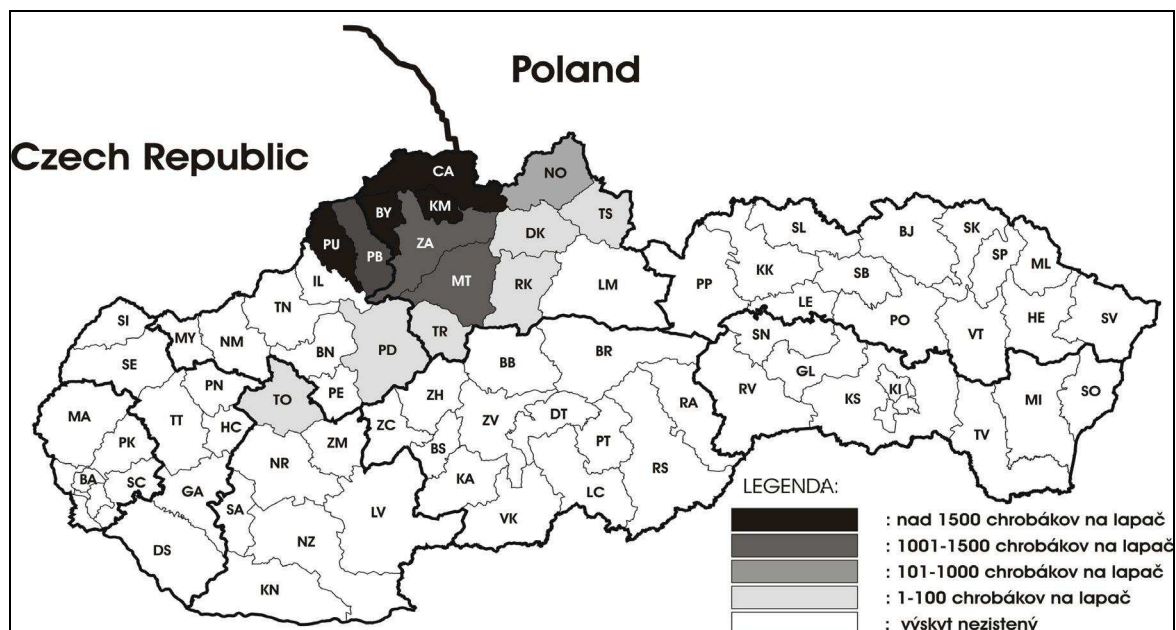 Poland
Czech Republic
CA
NO
BY
KM
TS
PU
ZA
DK
SL
BJ
SK
PB
SP
ML
IL
MT
RK
LM
PP
KK
SB
LE
PO
HE
SV
VT
SI
MY
NM
TN
TR
SE
BN
PD
BB
BR
SN
GL
PN
PE
TO
ZH
RV
KS
KI
MI
SO
MA
TT
HC
ZC
ZV
DT
RA
PK
ZM
BS
PT
TV
BA
SC
NR
KA
RS
GA
LC
SA
LV
VK
DS
NZ
KN
LEGENDA:
: nad 1500 chrobákov na lapač
: 1001-1500 chrobákov na lapač
: 101-1000 chrobákov na lapač
: 1-100 chrobákov na lapač
: výskyt nezistený